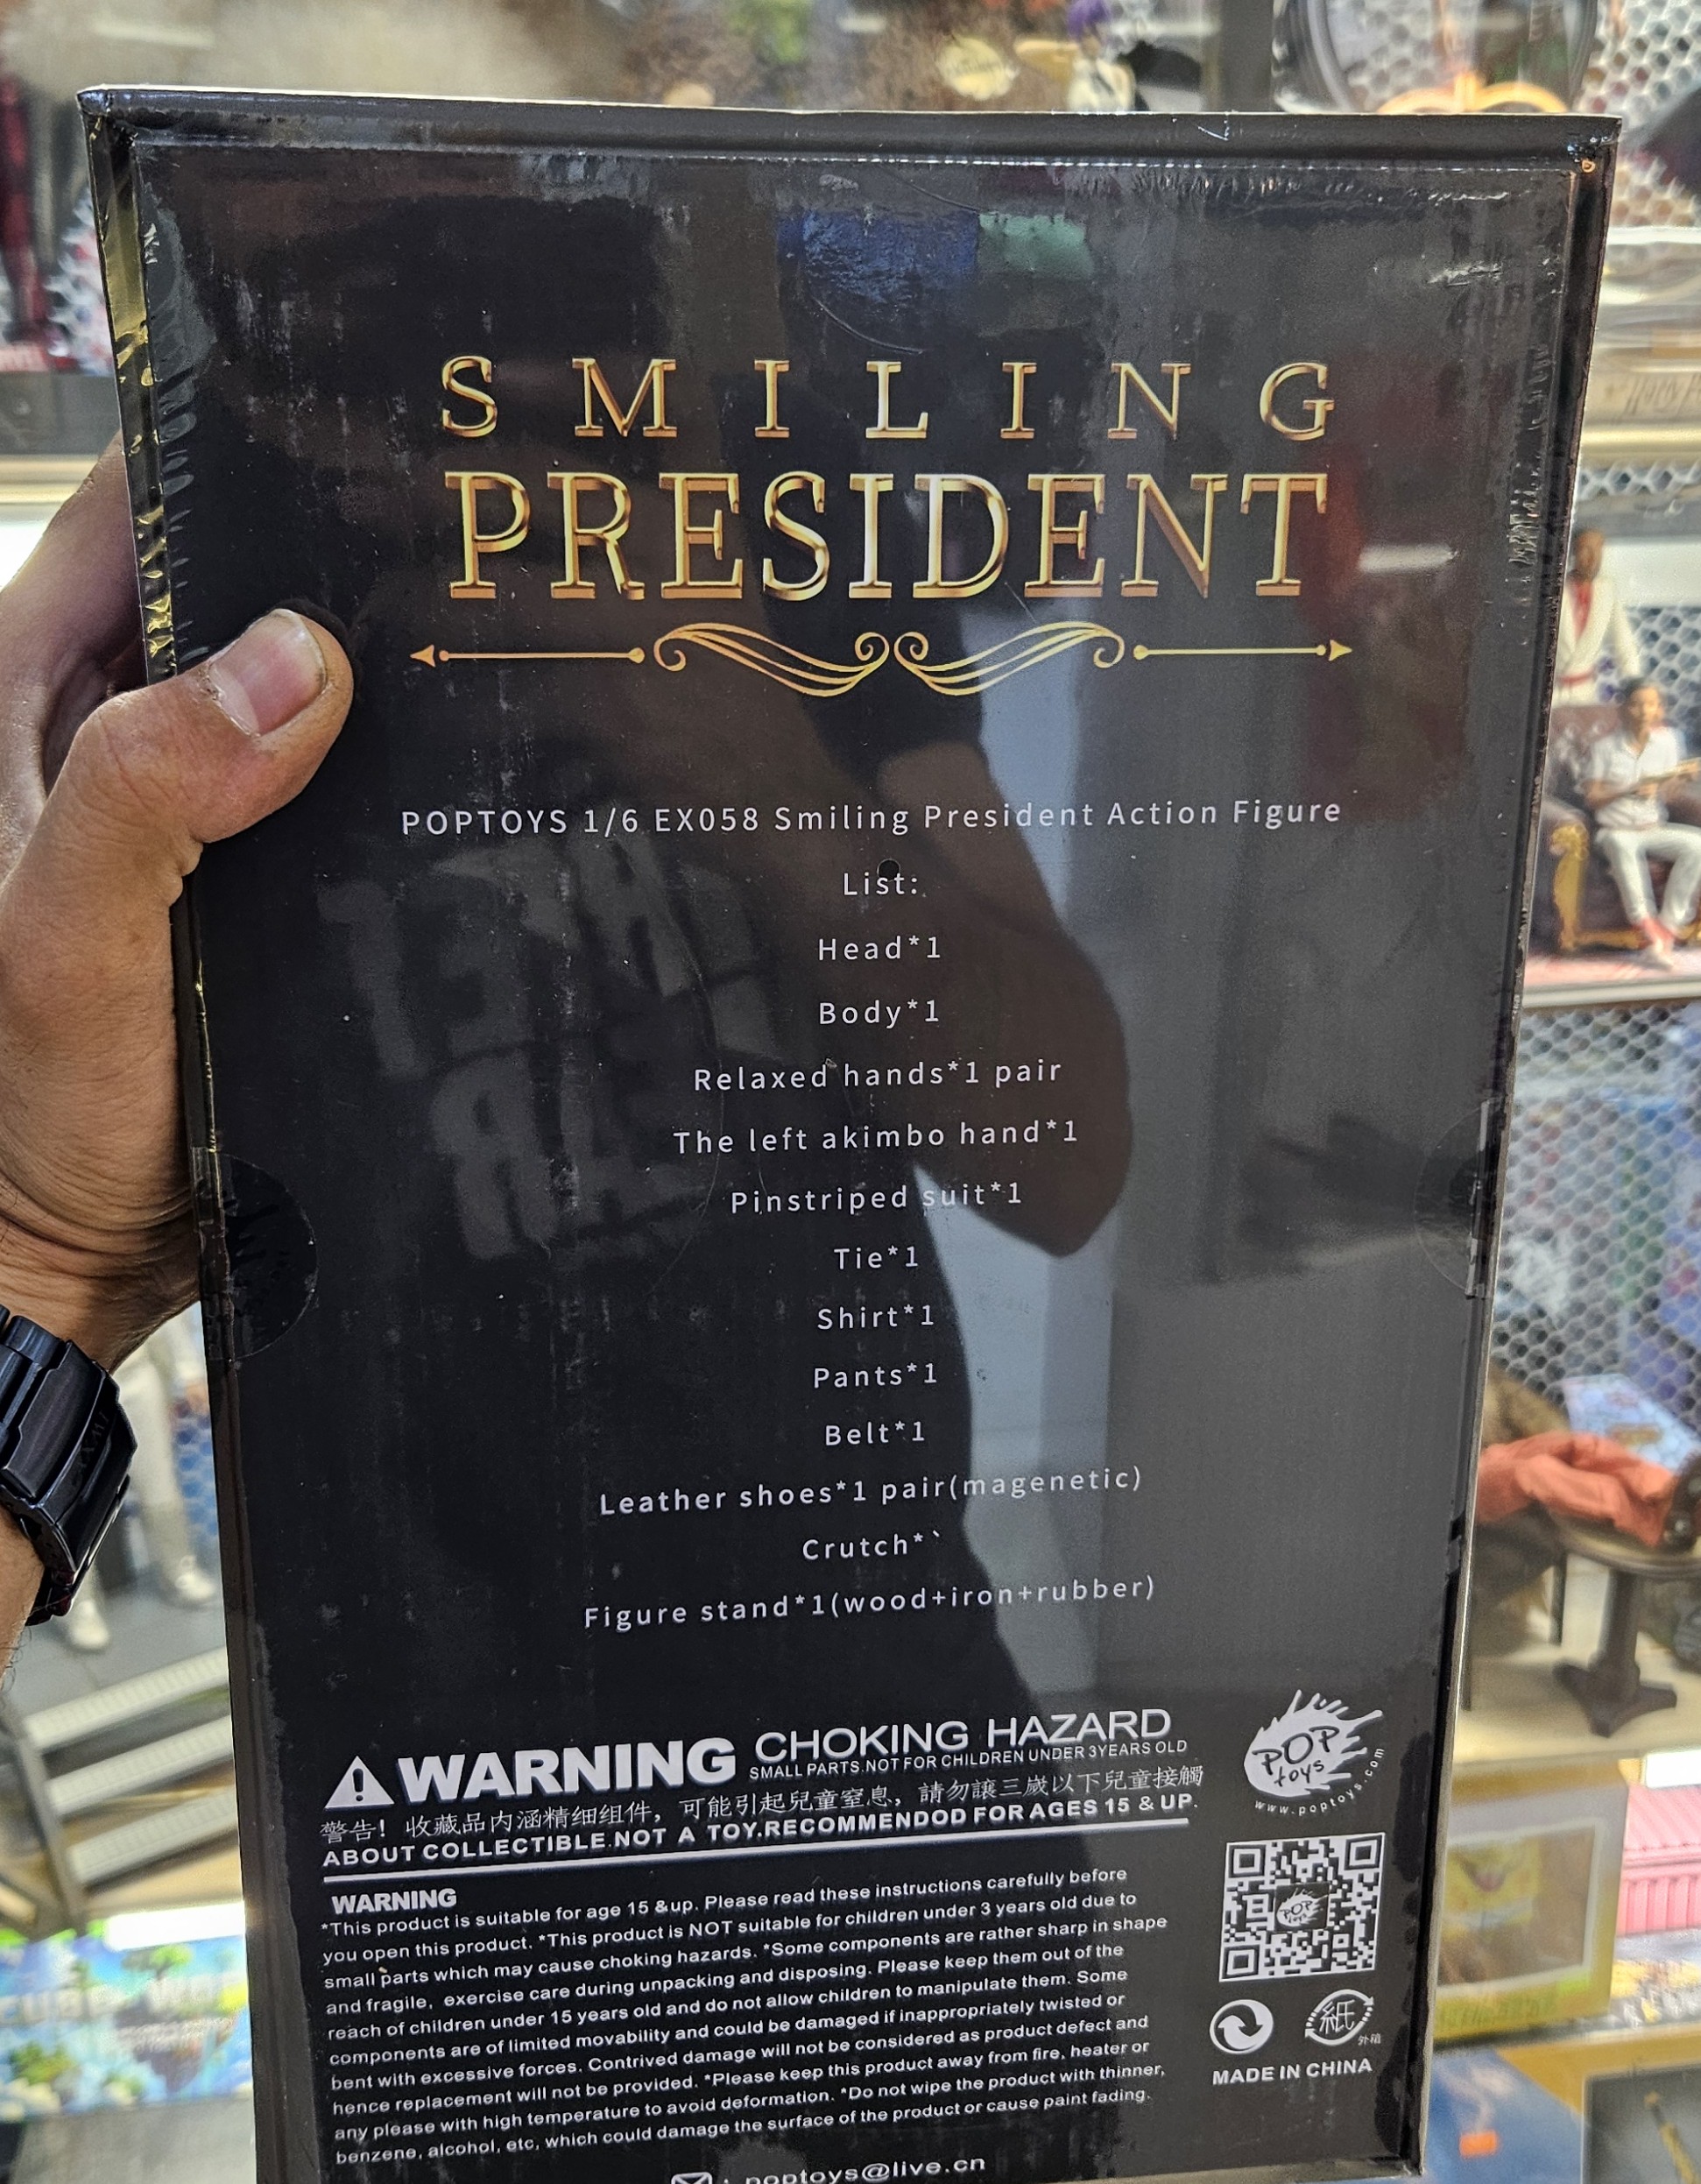 SMILING
PRESIDENT
POPTOYS 1/6 EX058 Smiling President Action Figure
List:
Head*1
Body*1
Relaxed hands*1 pair
The left akimbo hand*1
Pinstriped suit*1
Tie*1
Shirt*1
Pants*1
Belt*1
Leather shoes*1 pair(magenetic)
Crutch*`
Figure stand*1(wood+iron+rubber)
WARNING CHOKING HAZARD
SMALL PARTS.NOT FOR CHILDREN UNDER 3YEARS OLD
警告! 收藏品内涵精细组件, 可能引起兒童窒息, 請勿讓三歲以下兒童接觸
ABOUT COLLECTIBLE.NOT A TOY.RECOMMENDOD FOR AGES 15 & UP.
WARNING
*This product is suitable for age 15 &up. Please read these instructions carefully before
you open this product. *This product is NOT suitable for children under 3 years old due to
small parts which may cause choking hazards. *Some components are rather sharp in shape
and fragile, exercise care during unpacking and disposing. Please keep them out of the
reach of children under 15 years old and do not allow children to manipulate them. Some
components are of limited movability and could be damaged if inappropriately twisted or
bent with excessive forces. Contrived damage will not be considered as product defect and
hence replacement will not be provided. *Please keep this product away from fire, heater or
any please with high temperature to avoid deformation. *Do not wipe the product with thinner,
benzene, alcohol, etc, which could damage the surface of the product or cause paint fading.
: poptoys@live.cn
POP
toys
www.poptoys.com
POP
toys
紙
外箱
MADE IN CHINA